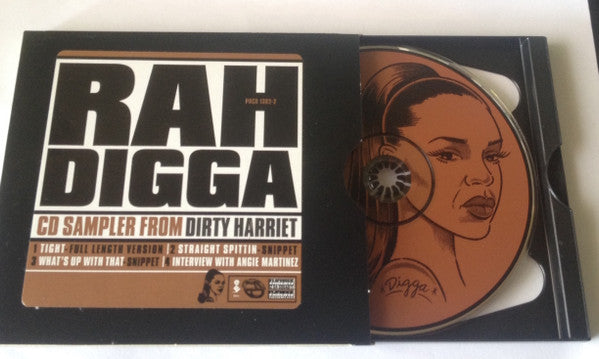 RAH
PRCD 1382-2
DIGGA
CD SAMPLER FROM DIRTY HARRIET
1 TIGHT-FULL LENGTH VERSION | 2 STRAIGHT SPITTIN-SNIPPET
3 WHAT'S UP WITH THAT-SNIPPET | 4 INTERVIEW WITH ANGIE MARTINEZ
Digga